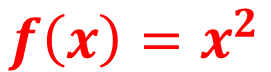 f(x) = x²